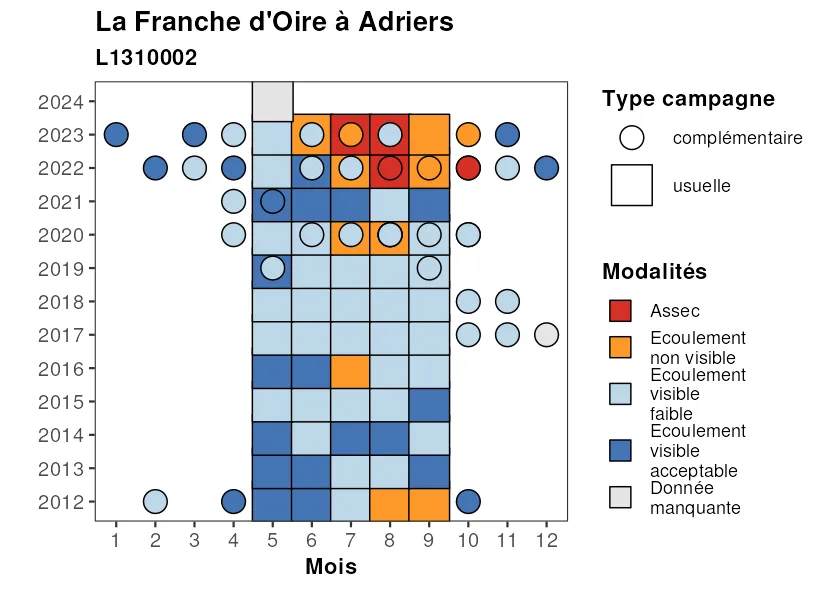 La Franche d'Oire à Adriers
L1310002
2024
2023
2022
2021
2020
2019
2018
2017
2016
2015
2014
2013
2012
1 2 3 4 5 6 7 8 9 10 11 12
Mois
Type campagne
complémentaire
usuelle
Modalités
Assec
Ecoulement
non visible
Ecoulement
visible
faible
Ecoulement
visible
acceptable
Donnée
manquante